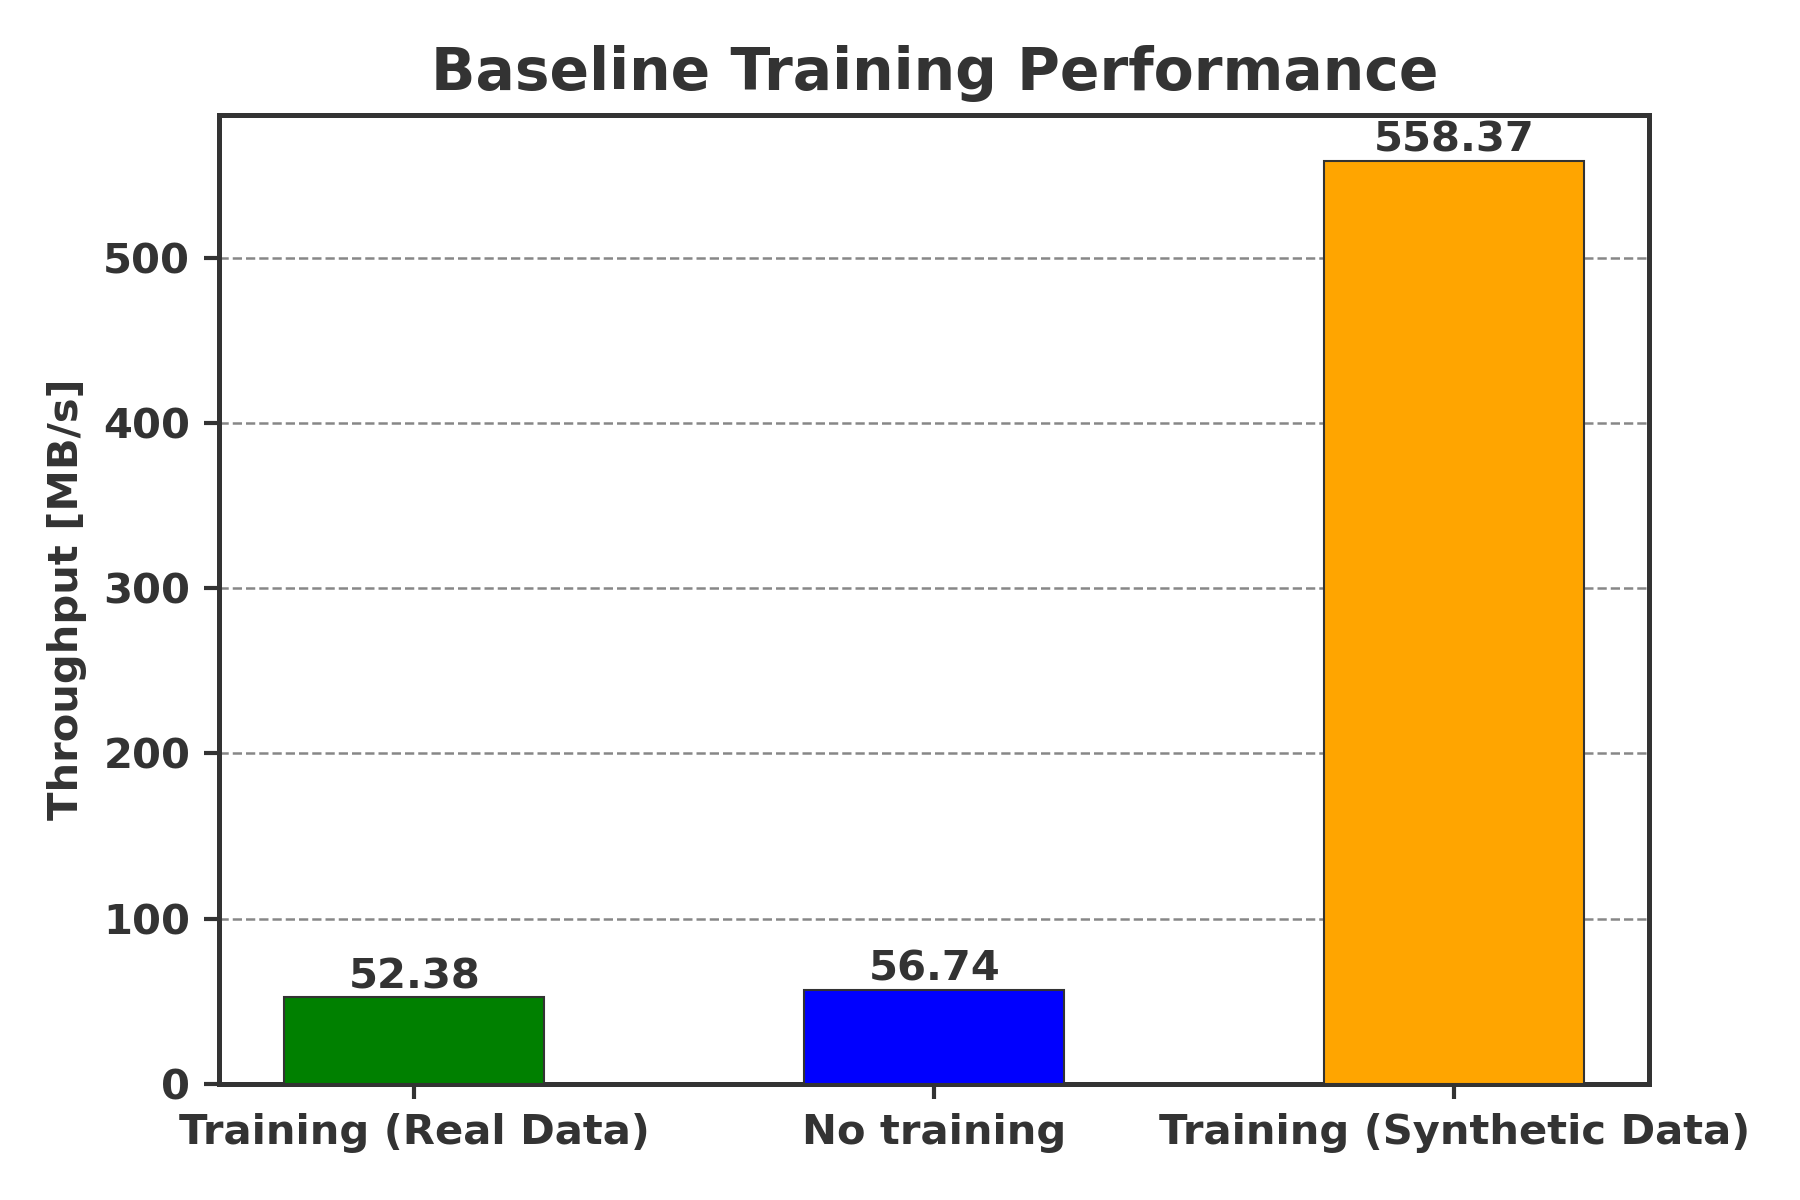 Baseline Training Performance
Throughput [MB/s]
500
400
300
200
100
0
558.37
52.38
56.74
Training (Real Data)
No training
Training (Synthetic Data)